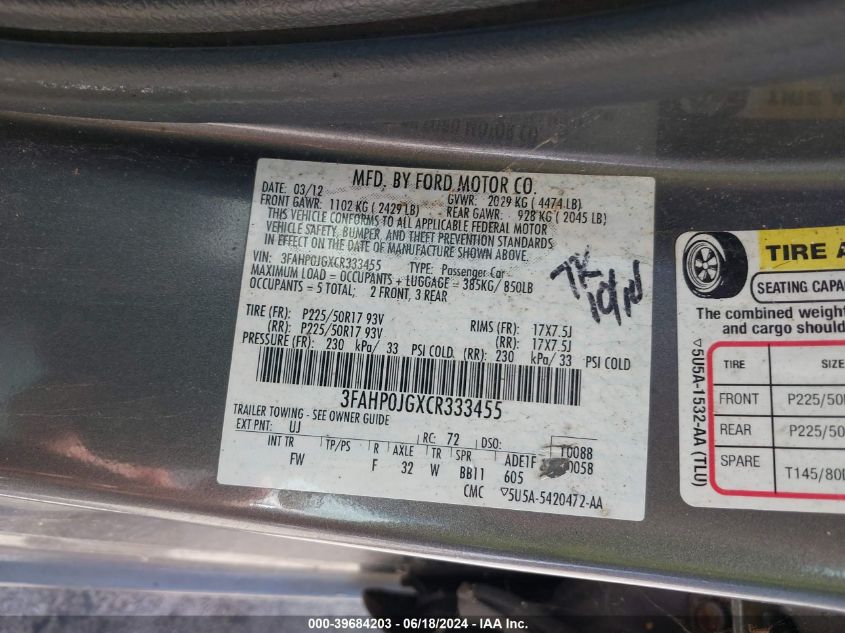 MFD. BY FORD MOTOR CO.
DATE: 03/12 GVWR: 2029 KG ( 4474 LB)
FRONT GAWR: 1102 KG ( 2429 LB) REAR GAWR: 928 KG ( 2045 LB)
THIS VEHICLE CONFORMS TO ALL APPLICABLE FEDERAL MOTOR
VEHICLE SAFETY, BUMPER, AND THEFT PREVENTION STANDARDS
IN EFFECT ON THE DATE OF MANUFACTURE SHOWN ABOVE.
VIN: 3FAHP0JGXCR333455 TYPE: Passenger Car
MAXIMUM LOAD = OCCUPANTS + LUGGAGE = 385KG/ 850LB
OCCUPANTS = 5 TOTAL; 2 FRONT, 3 REAR
TIRE (FR): P225/50R17 93V RIMS (FR): 17X7.5J
(RR): P225/50R17 93V (RR): 17X7.5J
PRESSURE (FR): 230 kPa/ 33 PSI COLD. (RR): 230 kPa/ 33 PSI COLD
3FAHP0JGXCR333455
TRAILER TOWING - SEE OWNER GUIDE
EXT PNT: UJ RC: 72 DSO:
INT TR TP/PS R AXLE TR SPR ADE1F T0088
FW F 32 W BB11 605 0058
CMC ▽5U5A-5420472-AA
TIRE A
SEATING CAPA
The combined weight
and cargo should
TIRE SIZE
FRONT P225/50
REAR P225/50
SPARE T145/80
▽5U5A-1532-AA (TLU)
000-39684203 - 06/18/2024 - IAA Inc.